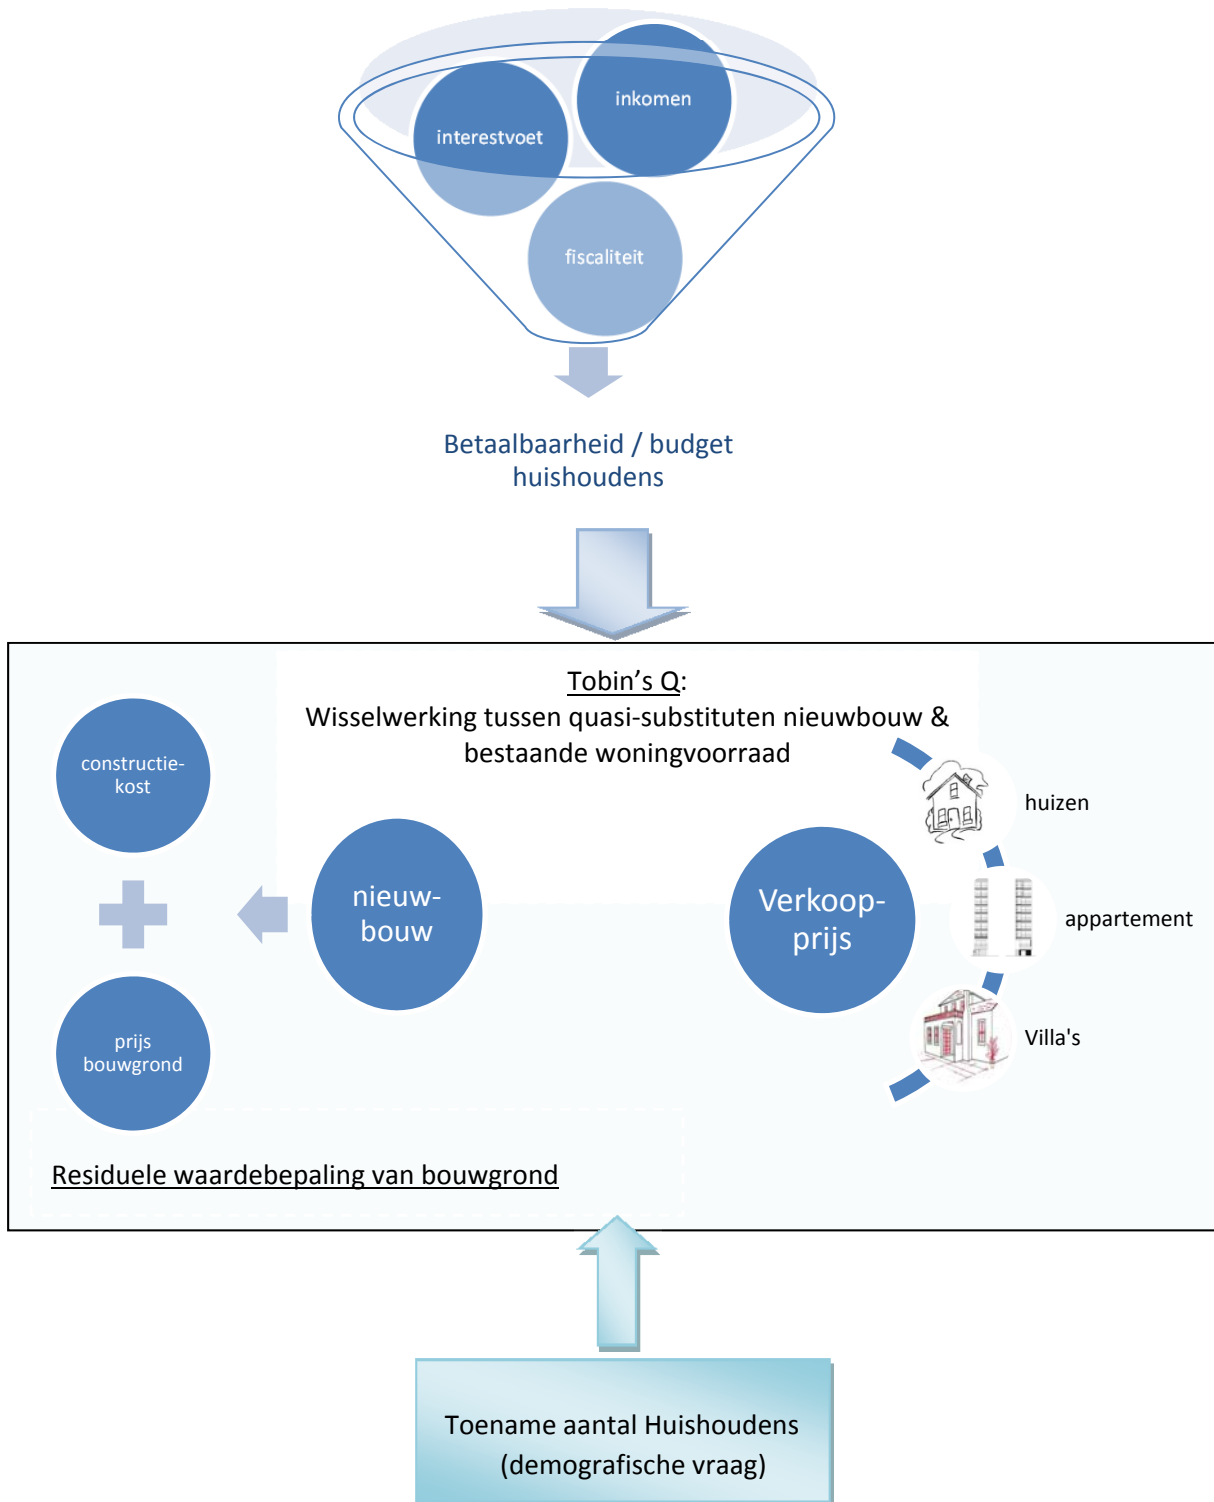 inkomen
interestvoet
fiscaliteit
Betaalbaarheid / budget
huishoudens
Tobin's Q:
Wisselwerking tussen quasi-substituten nieuwbouw &
bestaande woningvoorraad
constructie-
kost
huizen
nieuw-
bouw
Verkoop-
prijs
appartement
prijs
bouwgrond
Villa's
Residuele waardebepaling van bouwgrond
Toename aantal Huishoudens
(demografische vraag)